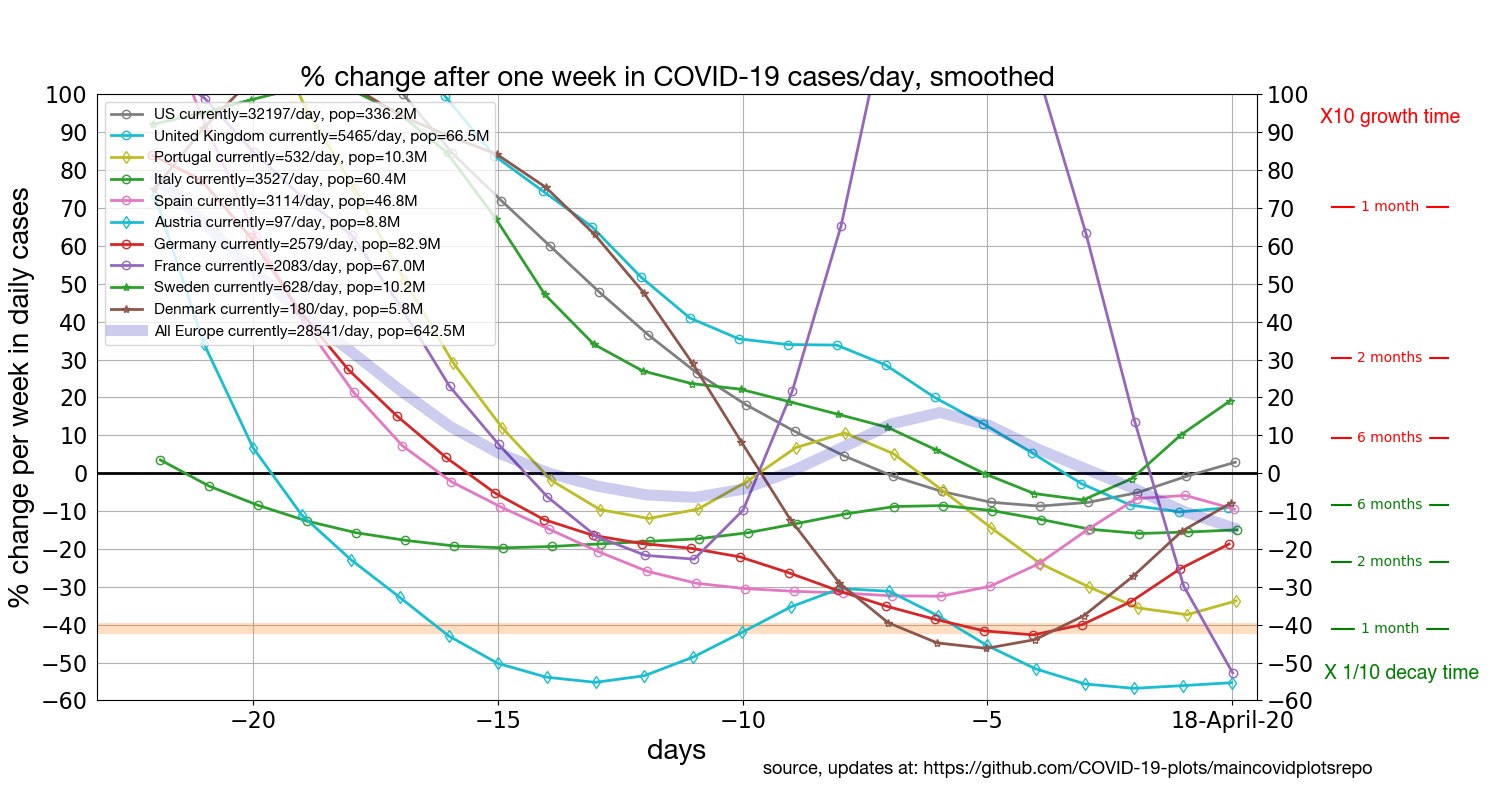 % change after one week in COVID-19 cases/day, smoothed
100
90
80
70
60
50
40
30
20
10
0
−10
−20
−30
−40
−50
−60
% change per week in daily cases
US currently=32197/day, pop=336.2M
United Kingdom currently=5465/day, pop=66.5M
Portugal currently=532/day, pop=10.3M
Italy currently=3527/day, pop=60.4M
Spain currently=3114/day, pop=46.8M
Austria currently=97/day, pop=8.8M
Germany currently=2579/day, pop=82.9M
France currently=2083/day, pop=67.0M
Sweden currently=628/day, pop=10.2M
Denmark currently=180/day, pop=5.8M
All Europe currently=28541/day, pop=642.5M
100
90
80
70
60
50
40
30
20
10
0
−10
−20
−30
−40
−50
−60
X10 growth time
1 month
2 months
6 months
6 months
2 months
1 month
X 1/10 decay time
−20
−15
−10
−5
18-April-20
days
source, updates at: https://github.com/COVID-19-plots/maincovidplotsrepo